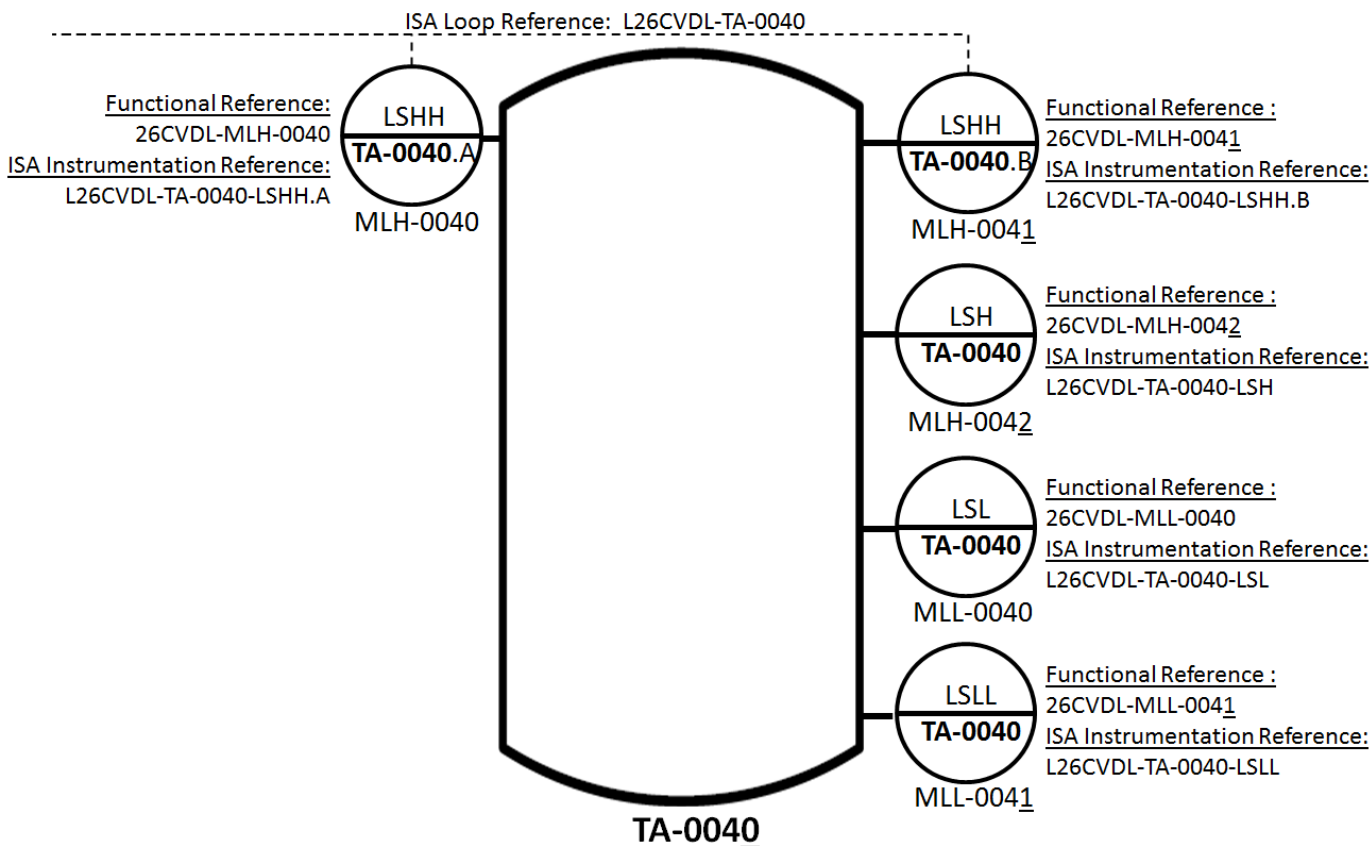 ISA Loop Reference: L26CVDL-TA-0040
Functional Reference:
26CVDL-MLH-0040
ISA Instrumentation Reference:
L26CVDL-TA-0040-LSHH.A
LSHH
TA-0040.A
MLH-0040
LSHH
TA-0040.B
MLH-0041
Functional Reference :
26CVDL-MLH-0041
ISA Instrumentation Reference:
L26CVDL-TA-0040-LSHH.B
LSH
TA-0040
MLH-0042
Functional Reference :
26CVDL-MLH-0042
ISA Instrumentation Reference:
L26CVDL-TA-0040-LSH
LSL
TA-0040
MLL-0040
Functional Reference :
26CVDL-MLL-0040
ISA Instrumentation Reference:
L26CVDL-TA-0040-LSL
LSLL
TA-0040
MLL-0041
Functional Reference :
26CVDL-MLL-0041
ISA Instrumentation Reference:
L26CVDL-TA-0040-LSLL
TA-0040